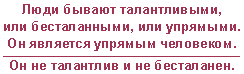 Люди бывают талантливыми,
или бесталанными, или упрямыми.
Он является упрямым человеком.
Он не талантлив и не бесталанен.